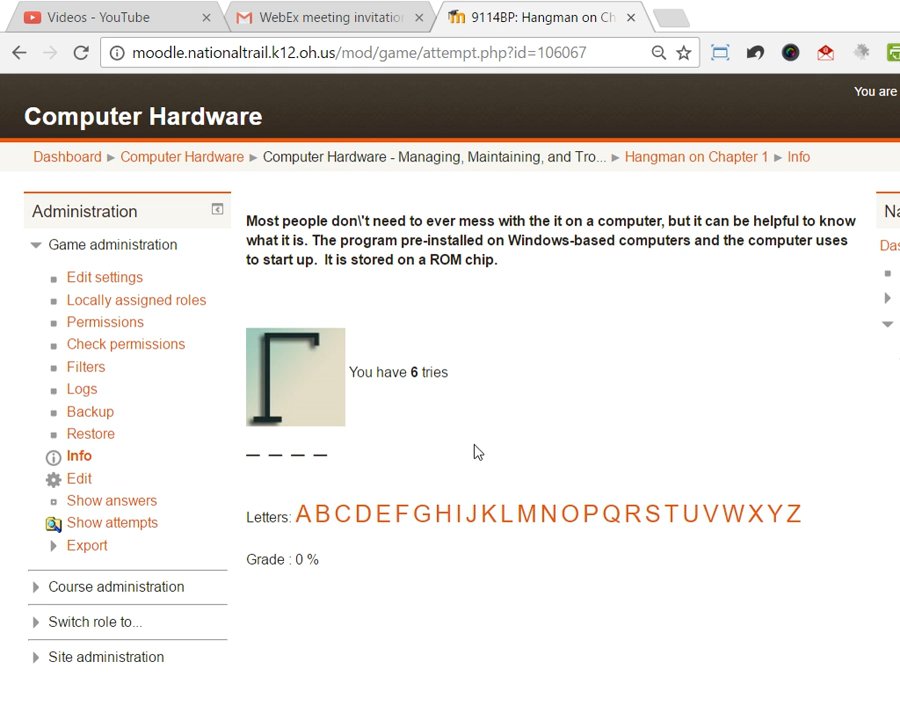 Videos - YouTube
WebEx meeting invitation
9114BP: Hangman on Ch
moodle.nationaltrail.k12.oh.us/mod/game/attempt.php?id=106067
You are
Computer Hardware
Dashboard ▶ Computer Hardware ▶ Computer Hardware - Managing, Maintaining, and Tro... ▶ Hangman on Chapter 1 ▶ Info
Administration
Game administration
Edit settings
Locally assigned roles
Permissions
Check permissions
Filters
Logs
Backup
Restore
Info
Edit
Show answers
Show attempts
Export
Course administration
Switch role to...
Site administration
Most people don\'t need to ever mess with the it on a computer, but it can be helpful to know
what it is. The program pre-installed on Windows-based computers and the computer uses
to start up. It is stored on a ROM chip.
You have 6 tries
_ _ _ _
Letters: A B C D E F G H I J K L M N O P Q R S T U V W X Y Z
Grade : 0 %
Na
Das